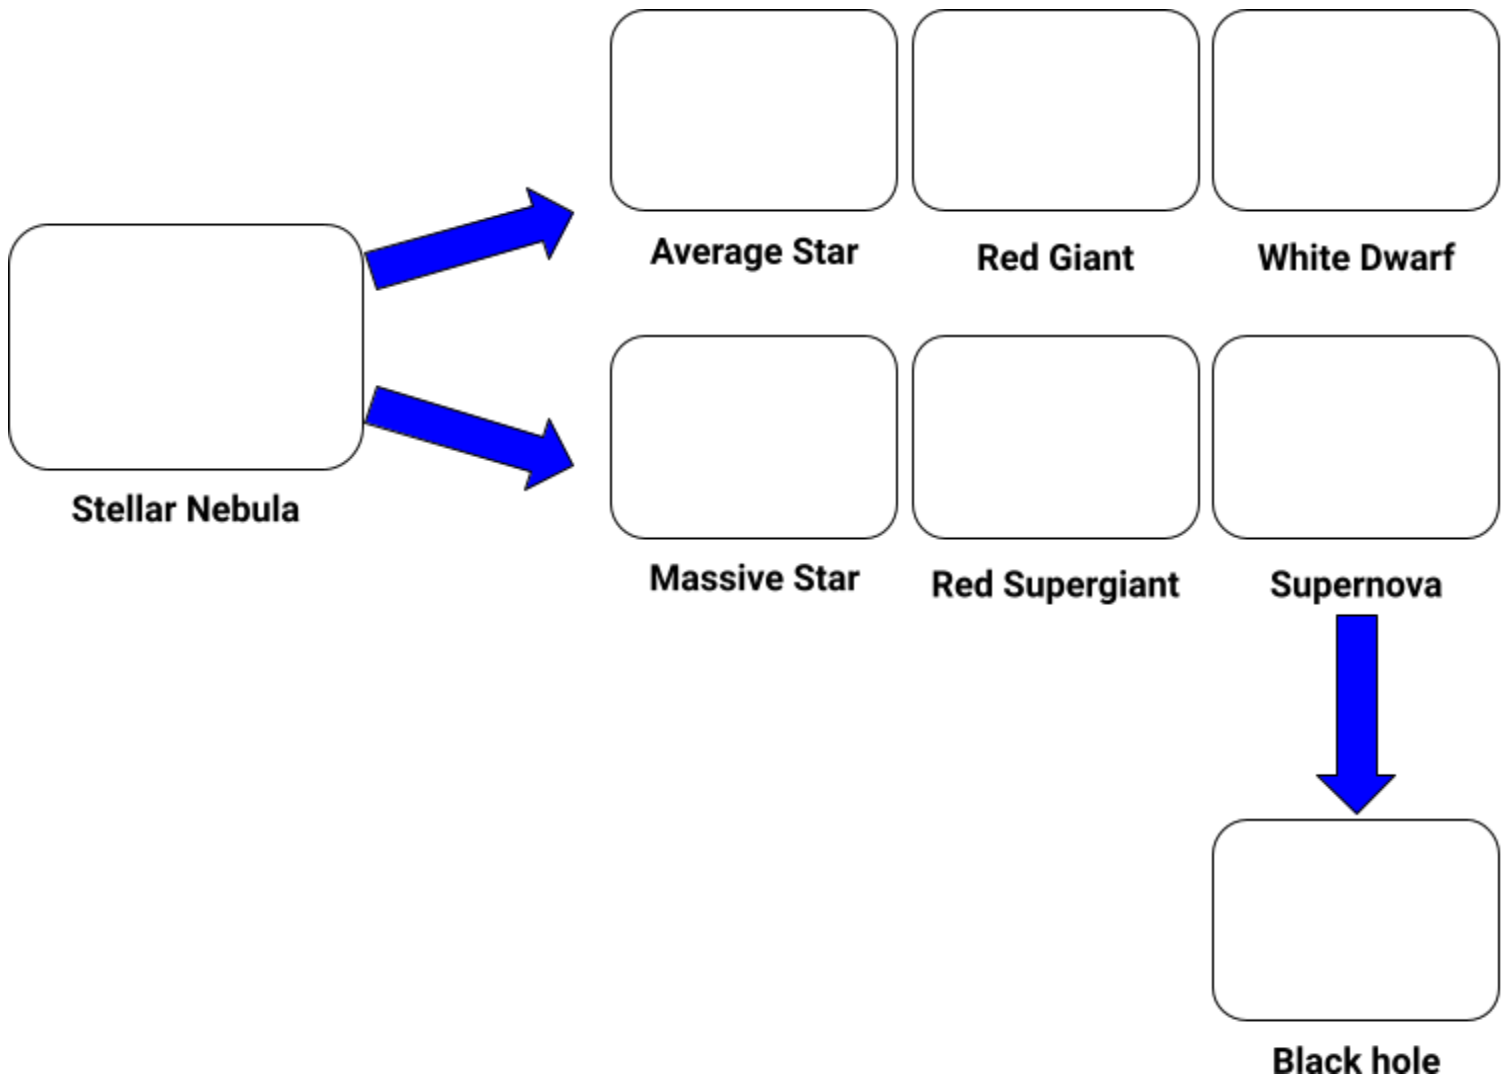 Average Star
Red Giant
White Dwarf
Stellar Nebula
Massive Star
Red Supergiant
Supernova
Black hole